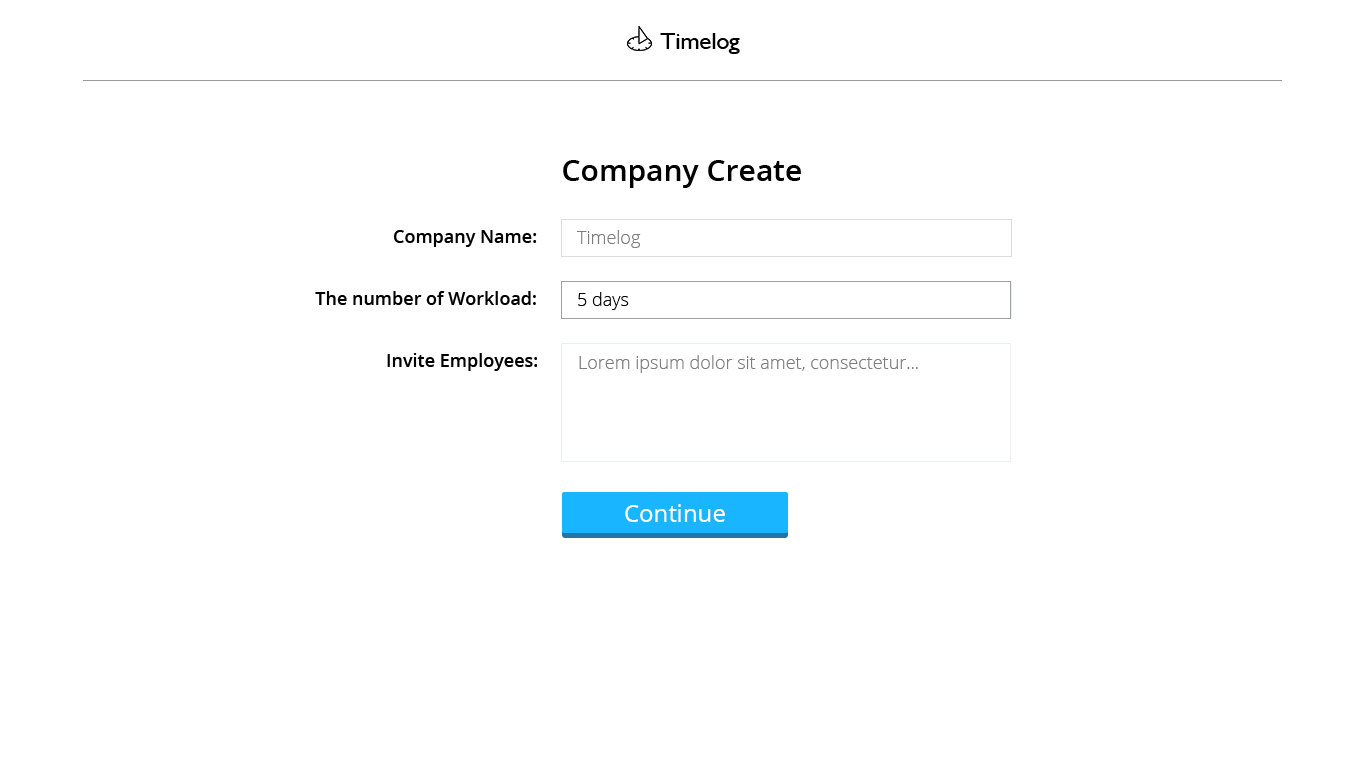 Timelog
Company Create
Company Name:
Timelog
The number of Workload:
5 days
Invite Employees:
Lorem ipsum dolor sit amet, consectetur...
Continue